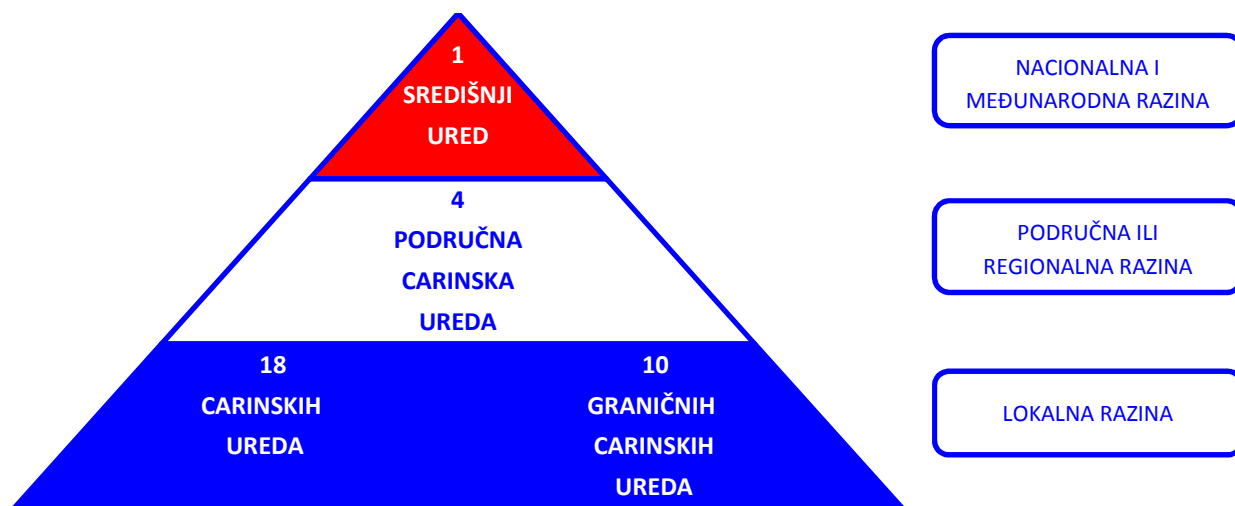 1
SREDIŠNJI
URED
NACIONALNA I
MEĐUNARODNA RAZINA
4
PODRUČNA
CARINSKA
UREDA
PODRUČNA ILI
REGIONALNA RAZINA
18
CARINSKIH
UREDA
10
GRANIČNIH
CARINSKIH
UREDA
LOKALNA RAZINA